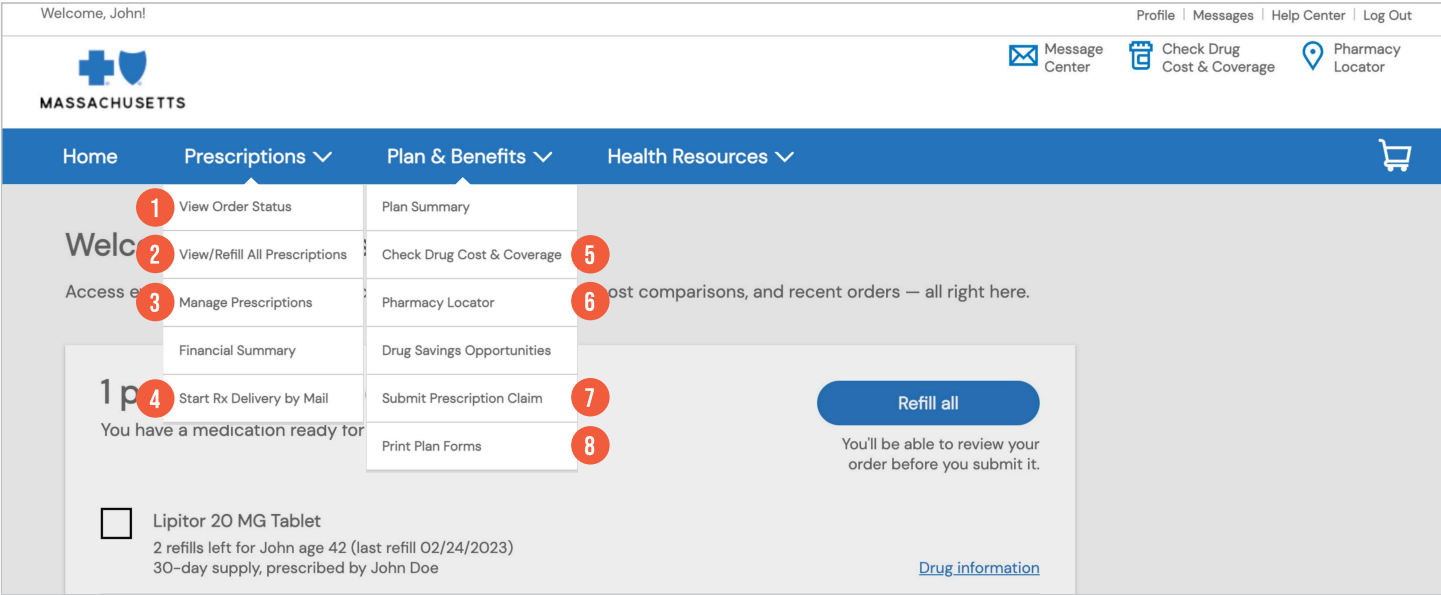 Welcome, John!
Profile | Messages | Help Center | Log Out
MASSACHUSETTS
Message
Center
Check Drug
Cost & Coverage
Pharmacy
Locator
Home
Prescriptions
Plan & Benefits
Health Resources
1 View Order Status
2 View/Refill All Prescriptions
3 Manage Prescriptions
Financial Summary
4 Start Rx Delivery by Mail
Plan Summary
Check Drug Cost & Coverage 5
Pharmacy Locator 6
Drug Savings Opportunities
Submit Prescription Claim 7
Print Plan Forms 8
Welc
Access e
ost comparisons, and recent orders — all right here.
1 p
You have a medication ready for
Refill all
You'll be able to review your
order before you submit it.
Lipitor 20 MG Tablet
2 refills left for John age 42 (last refill 02/24/2023)
30-day supply, prescribed by John Doe
Drug information